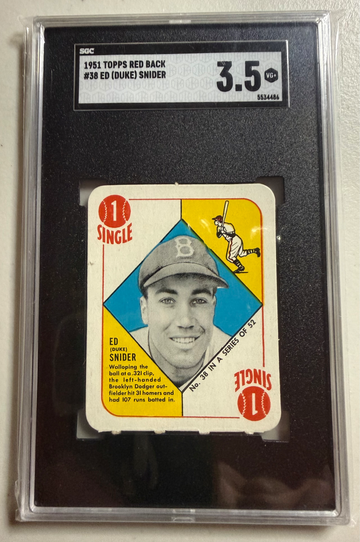 SGC
1951 TOPPS RED BACK
#38 ED (DUKE) SNIDER
3.5
VG+
5534486
1
SINGLE
B
ED
(DUKE)
SNIDER
Walloping the
ball at a .321 clip,
the left-handed
Brooklyn Dodger out-
fielder hit 31 homers and
had 107 runs batted in.
No. 38 IN A SERIES OF 52
SINGLE
1